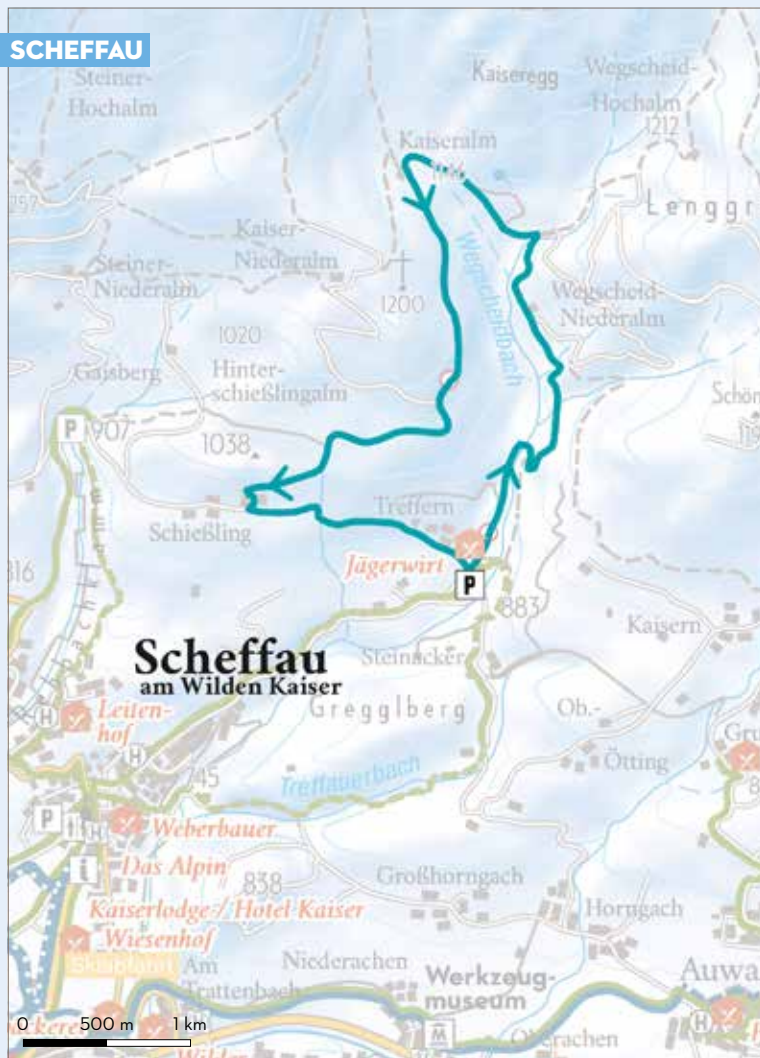 SCHEFFAU
Steiner-
Hochalm
Kaiseregg
Wegscheid-
Hochalm
1212
Kaiseralm
Kaiser-
Niederalm
Steiner-
Niederalm
1200
Wegscheidbach
Wegscheid-
Niederalm
1020
Gaisberg
Hinter-
schießlingalm
P 907
1038
Schießling
Treffern
Jägerwirt
P
883
Kaisern
Scheffau
am Wilden Kaiser
Steinacker
Gregglberg
Ob.-
Ötting
H
Leiten-
hof
H
745
Treffauerbach
P
H
i
Weberbauer
Das Alpin
838
Kaiserlodge / Hotel Kaiser
Wiesenhof
Skiabfahrt
Am
Trattenbach
Großhorngach
Horngach
Niederachen
Werkzeug-
museum
Oberachen
H
0 500 m 1 km